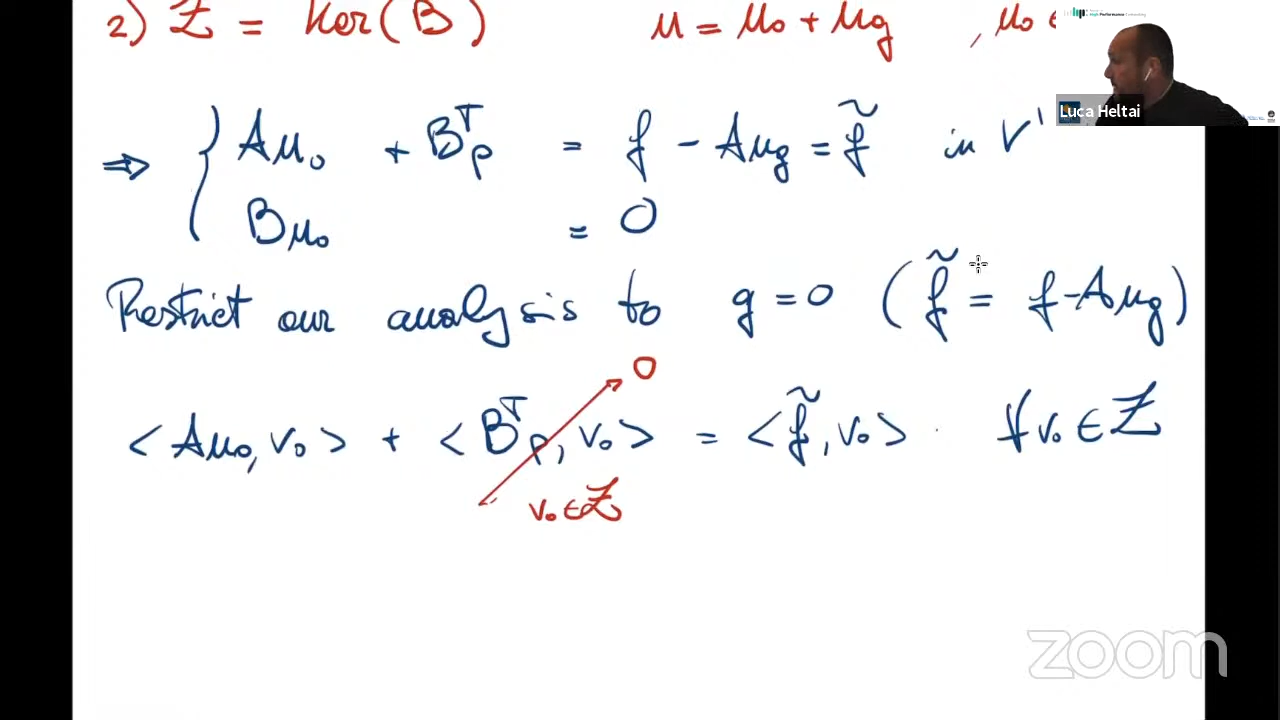 2) Z = Ker(B) u = u₀ + u_g , u₀ ∈
Luca Heltai
⇒ { Au₀ + Bᵀp = f - Au_g = f̃ in V'
Bu₀ = 0
Restrict our analysis to g = 0 ( f̃ = f - Au_g )
0
< Au₀, v₀ > + < Bᵀp, v₀ > = < f̃, v₀ > . ∀ v₀ ∈ Z
v₀ ∈ Z
zoom